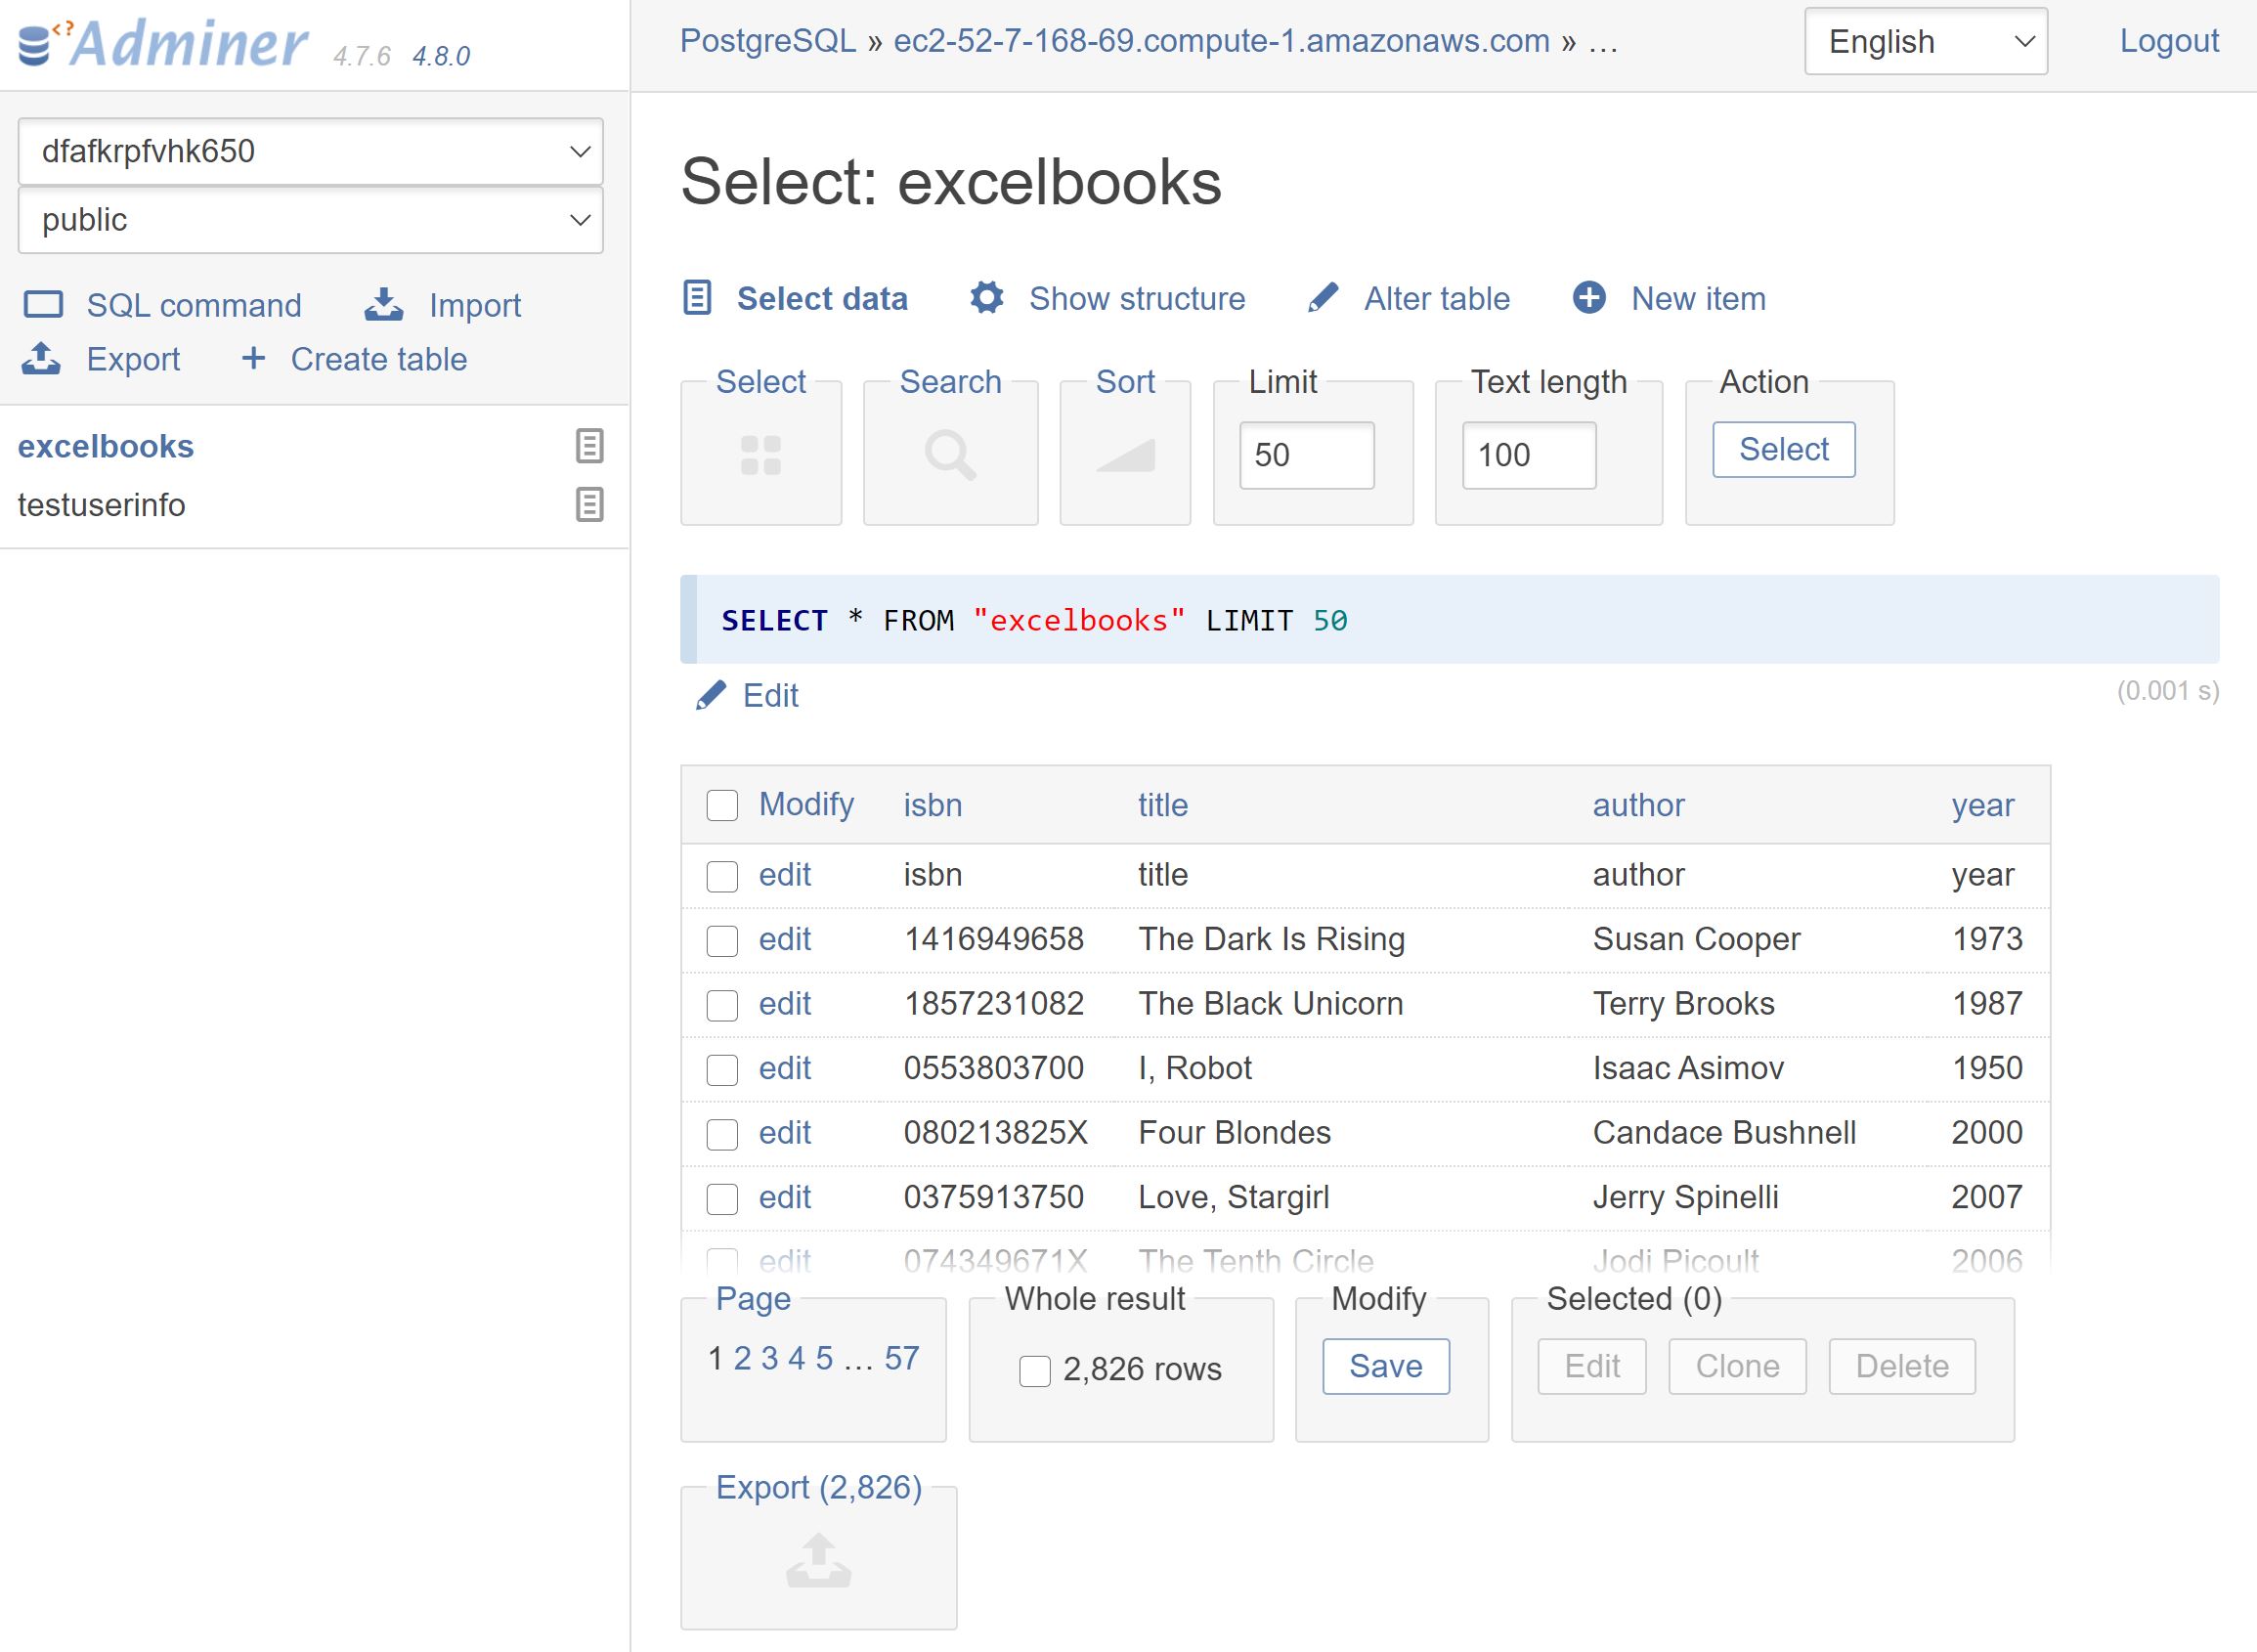 Adminer 4.7.6 4.8.0
PostgreSQL » ec2-52-7-168-69.compute-1.amazonaws.com » …
English
Logout
dfafkrpfvhk650
public
SQL command Import
Export + Create table
excelbooks
testuserinfo
Select: excelbooks
Select data Show structure Alter table New item
Select Search Sort Limit Text length Action
50 100 Select
SELECT * FROM "excelbooks" LIMIT 50
Edit (0.001 s)
Modify isbn title author year
edit isbn title author year
edit 1416949658 The Dark Is Rising Susan Cooper 1973
edit 1857231082 The Black Unicorn Terry Brooks 1987
edit 0553803700 I, Robot Isaac Asimov 1950
edit 080213825X Four Blondes Candace Bushnell 2000
edit 0375913750 Love, Stargirl Jerry Spinelli 2007
edit 074349671X The Tenth Circle Jodi Picoult 2006
Page Whole result Modify Selected (0)
1 2 3 4 5 … 57 2,826 rows Save Edit Clone Delete
Export (2,826)